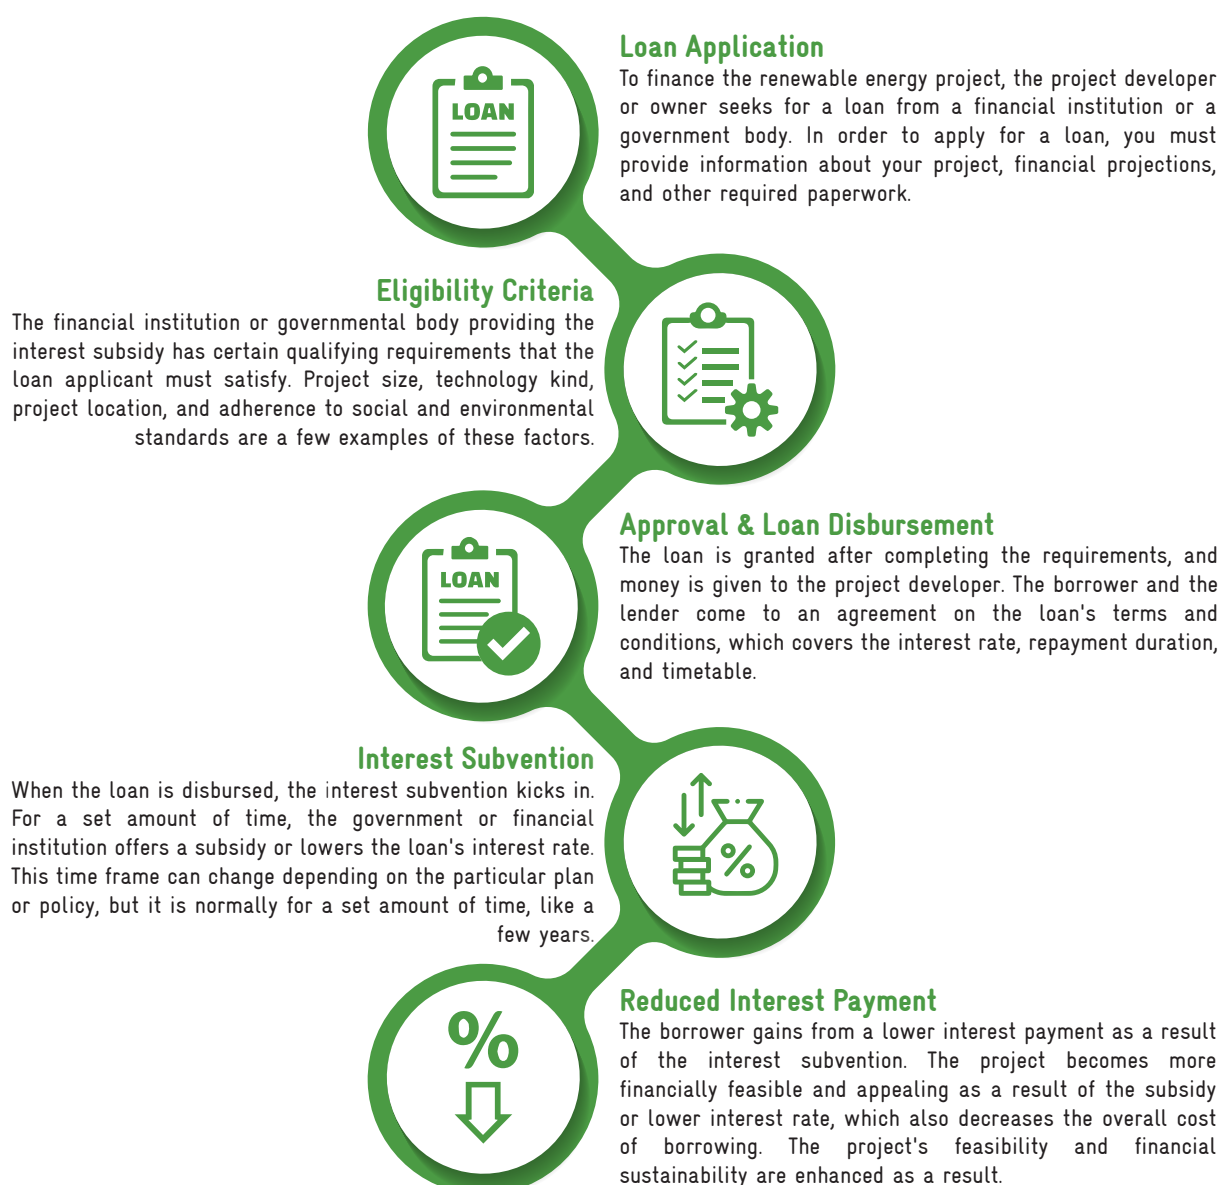 LOAN
Loan Application
To finance the renewable energy project, the project developer
or owner seeks for a loan from a financial institution or a
government body. In order to apply for a loan, you must
provide information about your project, financial projections,
and other required paperwork.
Eligibility Criteria
The financial institution or governmental body providing the
interest subsidy has certain qualifying requirements that the
loan applicant must satisfy. Project size, technology kind,
project location, and adherence to social and environmental
standards are a few examples of these factors.
LOAN
Approval & Loan Disbursement
The loan is granted after completing the requirements, and
money is given to the project developer. The borrower and the
lender come to an agreement on the loan's terms and
conditions, which covers the interest rate, repayment duration,
and timetable.
Interest Subvention
When the loan is disbursed, the interest subvention kicks in.
For a set amount of time, the government or financial
institution offers a subsidy or lowers the loan's interest rate.
This time frame can change depending on the particular plan
or policy, but it is normally for a set amount of time, like a
few years.
%
%
Reduced Interest Payment
The borrower gains from a lower interest payment as a result
of the interest subvention. The project becomes more
financially feasible and appealing as a result of the subsidy
or lower interest rate, which also decreases the overall cost
of borrowing. The project's feasibility and financial
sustainability are enhanced as a result.